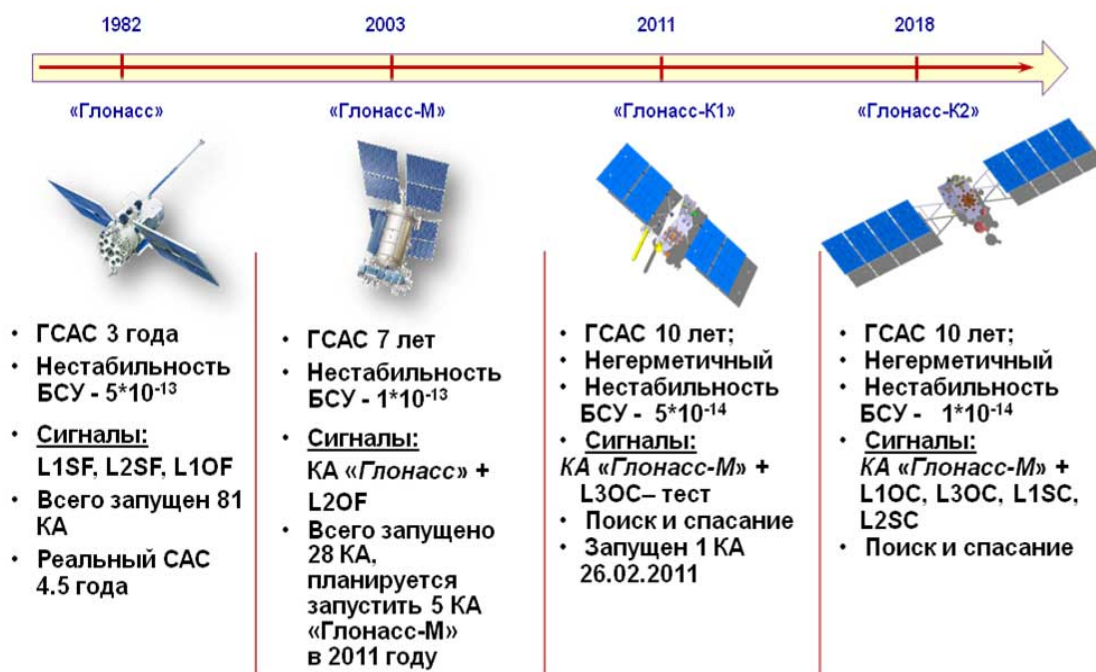 1982
2003
2011
2018
«Глонасс»
«Глонасс-М»
«Глонасс-К1»
«Глонасс-К2»
• ГСАС 3 года
• Нестабильность
БСУ - 5*10⁻¹³
• Сигналы:
L1SF, L2SF, L1OF
• Всего запущен 81
КА
• Реальный САС
4.5 года
• ГСАС 7 лет
• Нестабильность
БСУ - 1*10⁻¹³
• Сигналы:
КА «Глонасс» +
L2OF
• Всего запущено
28 КА,
планируется
запустить 5 КА
«Глонасс-М»
в 2011 году
• ГСАС 10 лет;
• Негерметичный
• Нестабильность
БСУ - 5*10⁻¹⁴
• Сигналы:
КА «Глонасс-М» +
L3OC– тест
• Поиск и спасание
• Запущен 1 КА
26.02.2011
• ГСАС 10 лет;
• Негерметичный
• Нестабильность
БСУ - 1*10⁻¹⁴
• Сигналы:
КА «Глонасс-М» +
L1OC, L3OC, L1SC,
L2SC
• Поиск и спасание